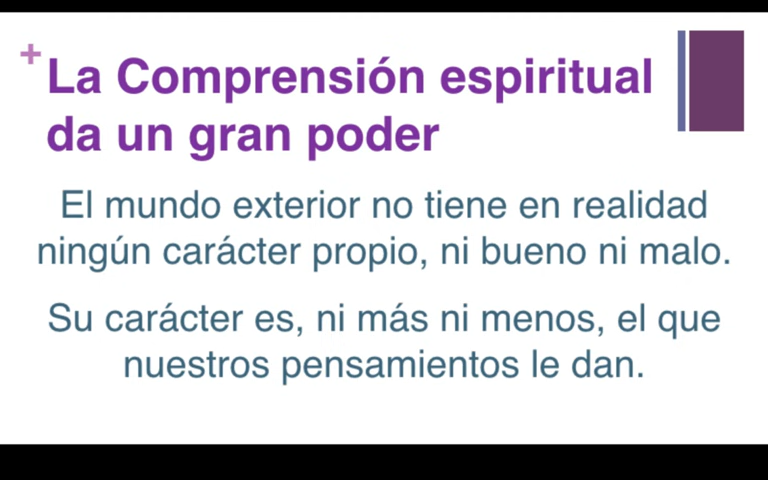 +
La Comprensión espiritual
da un gran poder
El mundo exterior no tiene en realidad
ningún carácter propio, ni bueno ni malo.
Su carácter es, ni más ni menos, el que
nuestros pensamientos le dan.